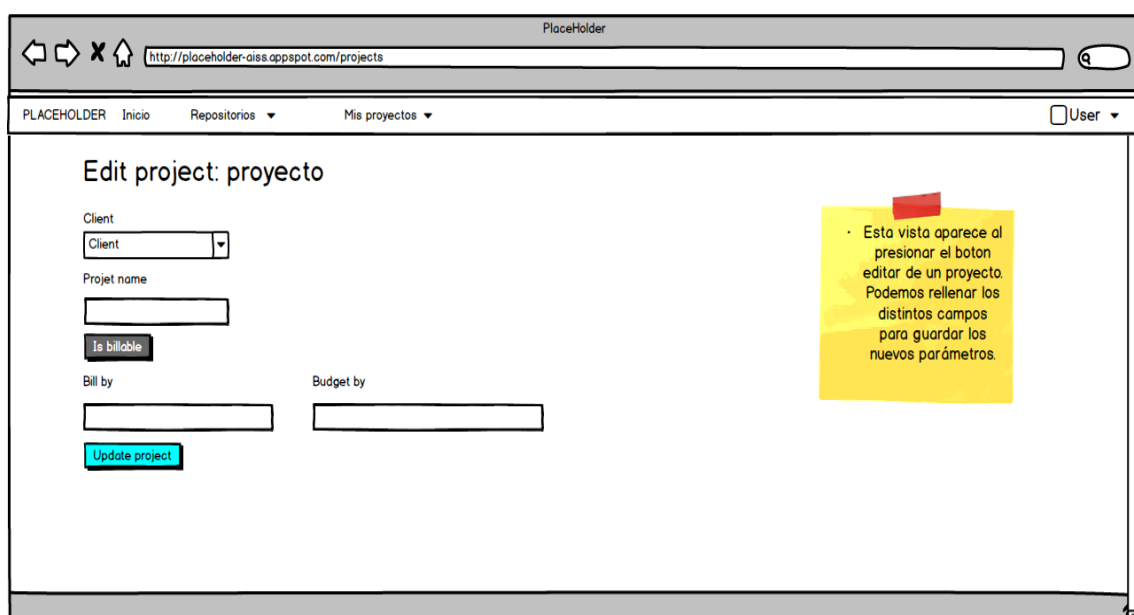 PlaceHolder
http://placeholder-aiss.appspot.com/projects
PLACEHOLDER Inicio Repositorios Mis proyectos User
Edit project: proyecto
Client
Client
Projet name
Is billable
Bill by Budget by
Update project
· Esta vista aparece al
presionar el boton
editar de un proyecto.
Podemos rellenar los
distintos campos
para guardar los
nuevos parámetros.